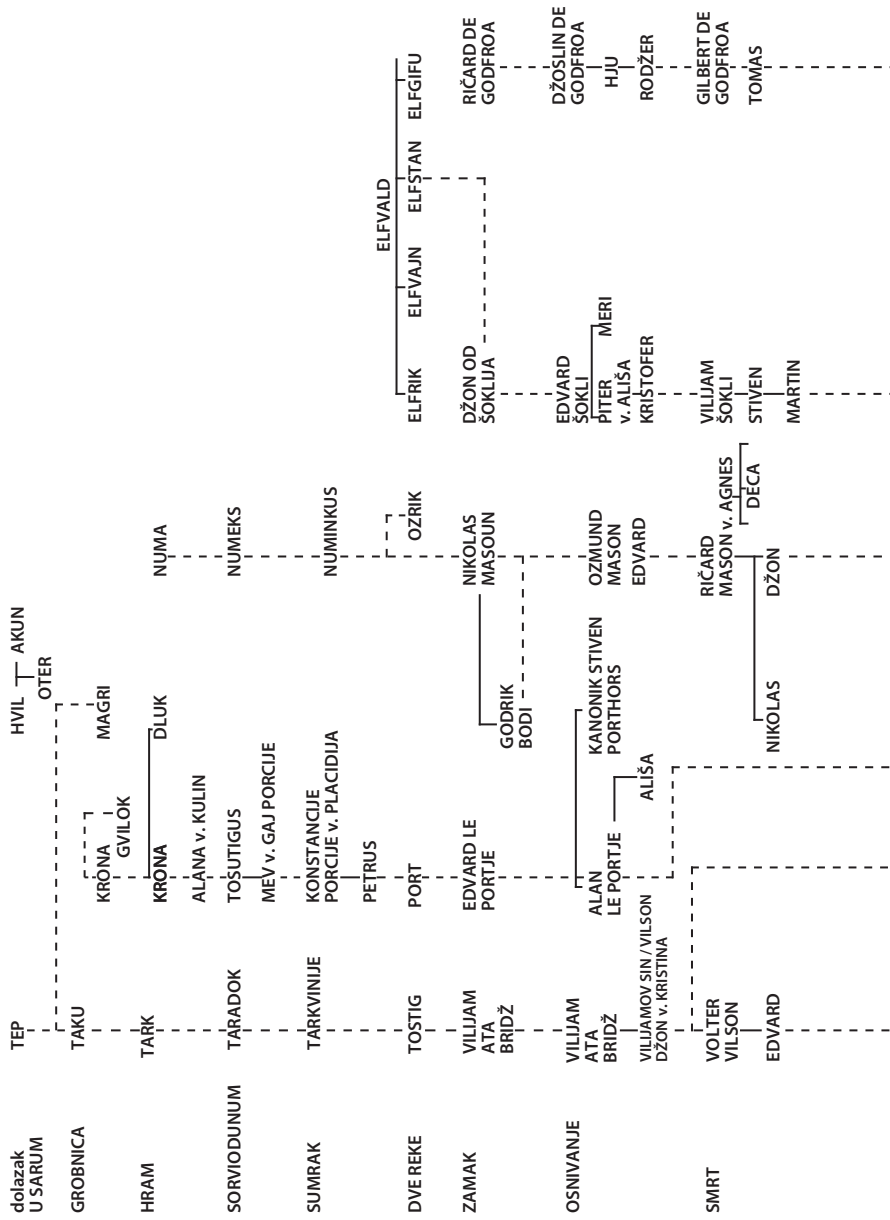 dolazak
U SARUM
TEP
HVIL
AKUN
OTER
GROBNICA
TAKU
KRONA
GVILOK
MAGRI
HRAM
TARK
KRONA
DLUK
NUMA
ALANA v. KULIN
SORVIODUNUM
TARADOK
TOSUTIGUS
NUMEKS
MEV v. GAJ PORCIJE
SUMRAK
TARKVINIJE
KONSTANCIJE
PORCIJE v. PLACIDIJA
NUMINKUS
PETRUS
ELFVALD
DVE REKE
TOSTIG
PORT
OZRIK
ELFRIK
ELFVAJN
ELFSTAN
ELFGIFU
ZAMAK
VILIJAM
ATA
BRIDŽ
EDVARD LE
PORTJE
GODRIK
BODI
NIKOLAS
MASOUN
DŽON OD
ŠOKLIJA
RIČARD DE
GODFROA
OSNIVANJE
VILIJAM
ATA
BRIDŽ
ALAN
LE PORTJE
KANONIK STIVEN
PORTHORS
OZMUND
MASON
EDVARD
EDVARD
ŠOKLI
PITER
v. ALIŠA
MERI
KRISTOFER
DŽOSLIN DE
GODFROA
HJU
RODŽER
VILIJAMOV SIN / VILSON
DŽON v. KRISTINA
ALIŠA
SMRT
VOLTER
VILSON
EDVARD
NIKOLAS
RIČARD
MASON v. AGNES
DECA
DŽON
VILIJAM
ŠOKLI
STIVEN
MARTIN
GILBERT DE
GODFROA
TOMAS